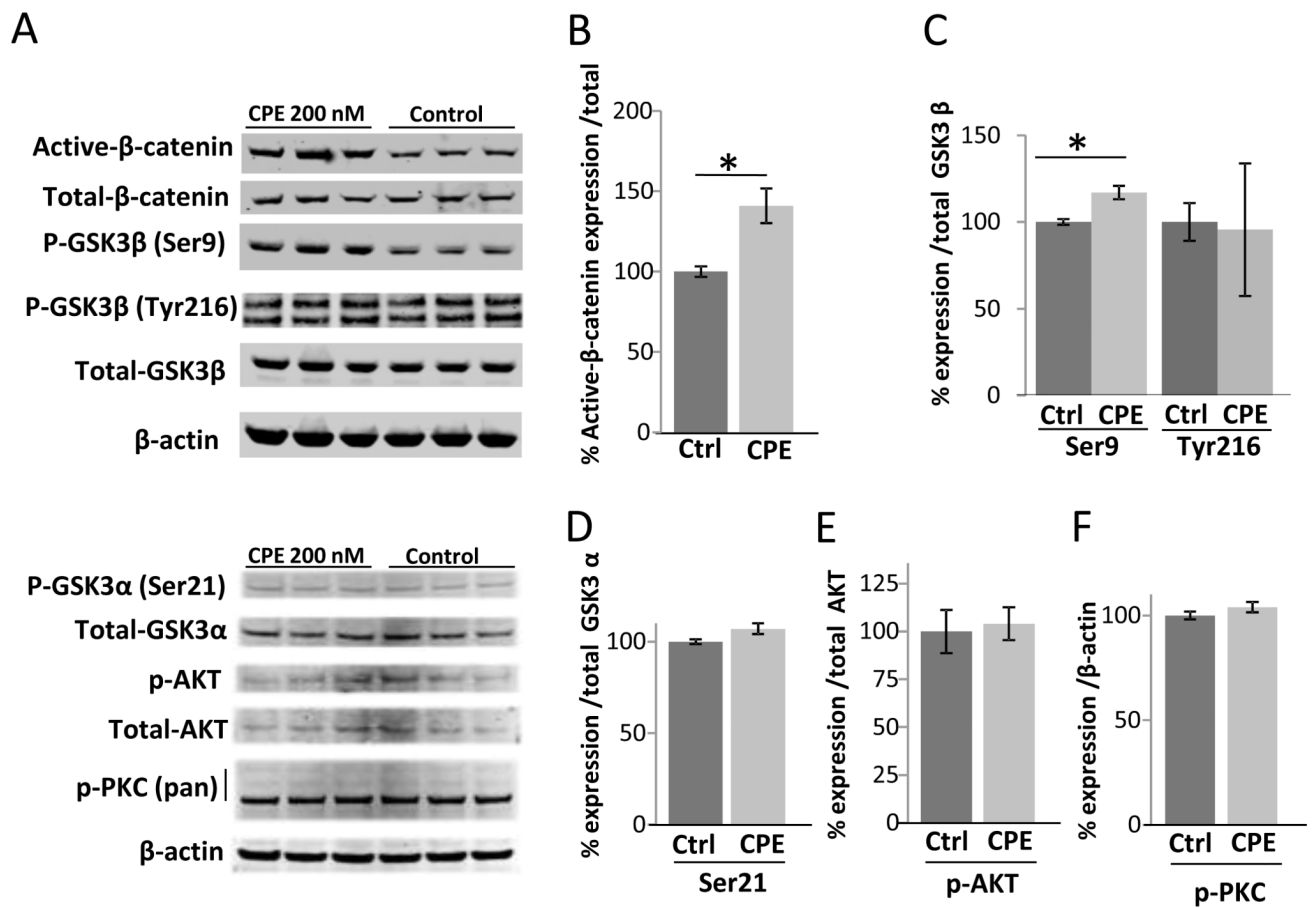 A
CPE 200 nM Control
Active-β-catenin
Total-β-catenin
P-GSK3β (Ser9)
P-GSK3β (Tyr216)
Total-GSK3β
β-actin
CPE 200 nM Control
P-GSK3α (Ser21)
Total-GSK3α
p-AKT
Total-AKT
p-PKC (pan)
β-actin
B
% Active-β-catenin expression /total
200
150
100
50
0
*
Ctrl CPE
C
% expression /total GSK3 β
150
100
50
0
*
Ctrl CPE Ctrl CPE
Ser9 Tyr216
D
% expression /total GSK3 α
100
50
0
Ctrl CPE
Ser21
E
% expression /total AKT
125
100
75
50
25
0
Ctrl CPE
p-AKT
F
% expression /β-actin
100
50
0
Ctrl CPE
p-PKC